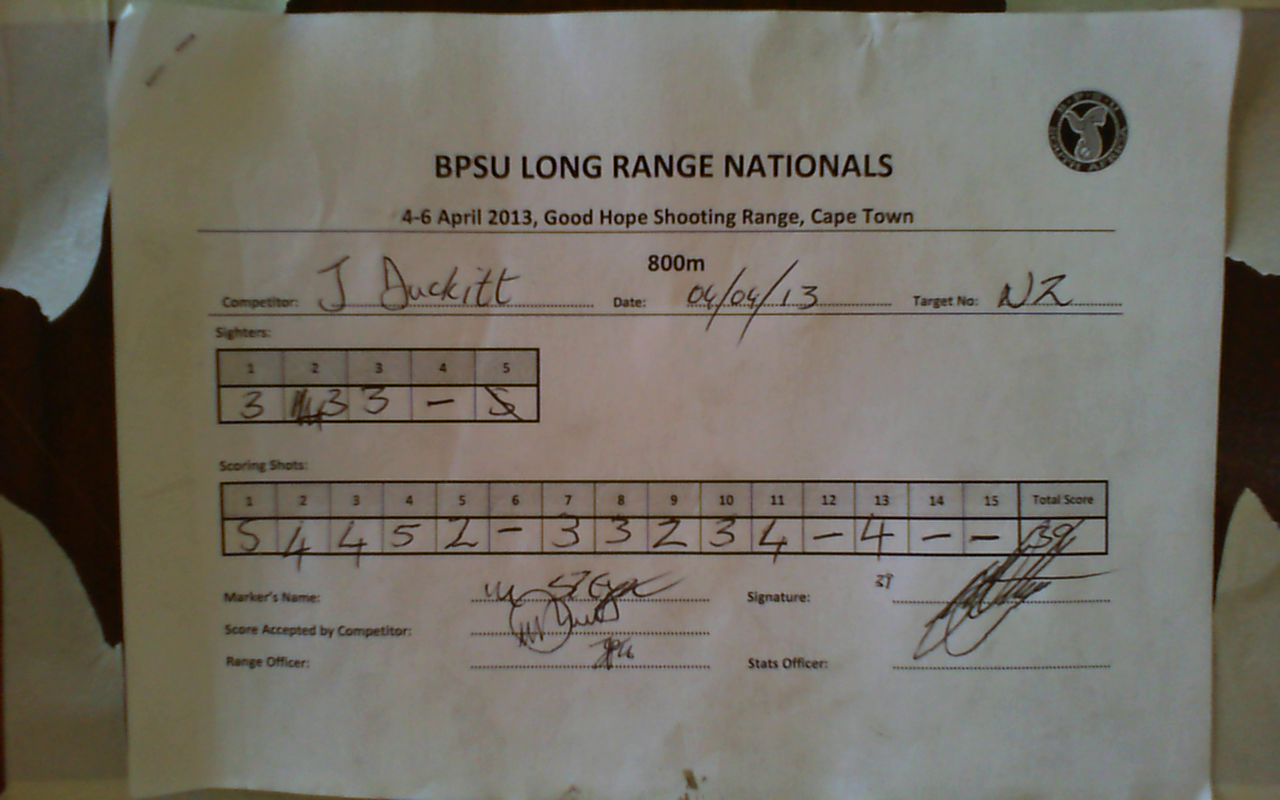 B·P·S·U
SOUTH AFRICA
BPSU LONG RANGE NATIONALS
4-6 April 2013, Good Hope Shooting Range, Cape Town
800m
Competitor: J Duckitt Date: 04/04/13 Target No: N2
Sighters:
1 2 3 4 5
3 3 3 - 5
Scoring Shots:
1 2 3 4 5 6 7 8 9 10 11 12 13 14 15 Total Score
5 4 4 5 2 - 3 3 2 3 4 - 4 - - 39
Marker's Name: Signature:
Score Accepted by Competitor:
Range Officer: Stats Officer: